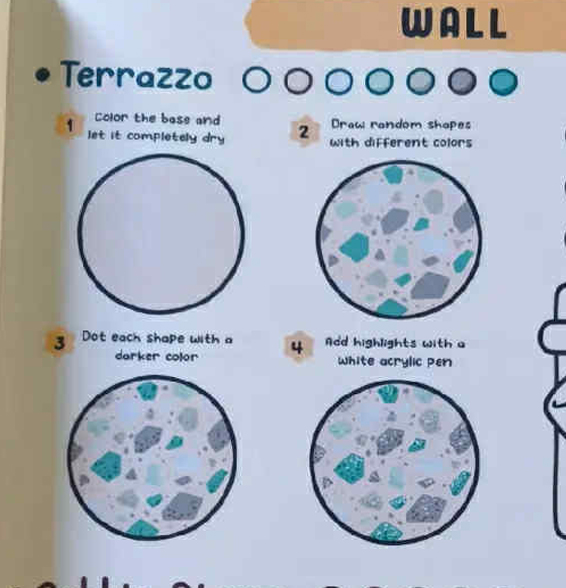 WALL
• Terrazzo
1 Color the base and
let it completely dry
2 Draw random shapes
with different colors
3 Dot each shape with a
darker color
4 Add highlights with a
white acrylic pen